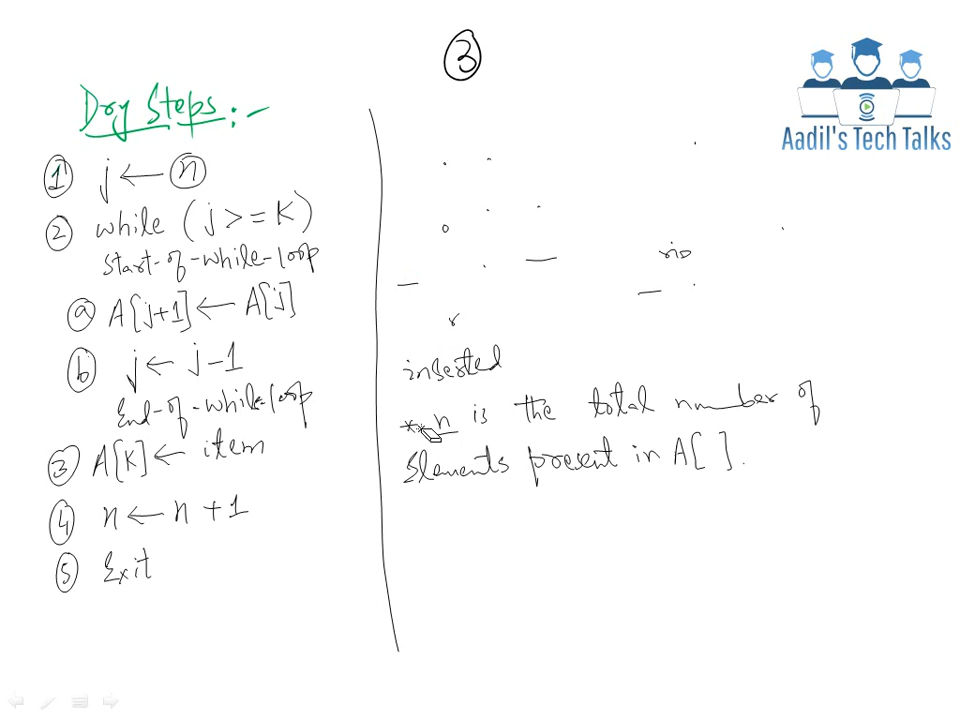 ③
Aadil's Tech Talks
Dry Steps :-
① j ← n
② while (j >= K)
start-of-while-loop
ⓐ A[j+1] ← A[j]
ⓑ j ← j-1
End-of-while-loop
③ A[K] ← item
④ n ← n + 1
⑤ Exit
inserted
** n is the total number of
Elements present in A[ ].